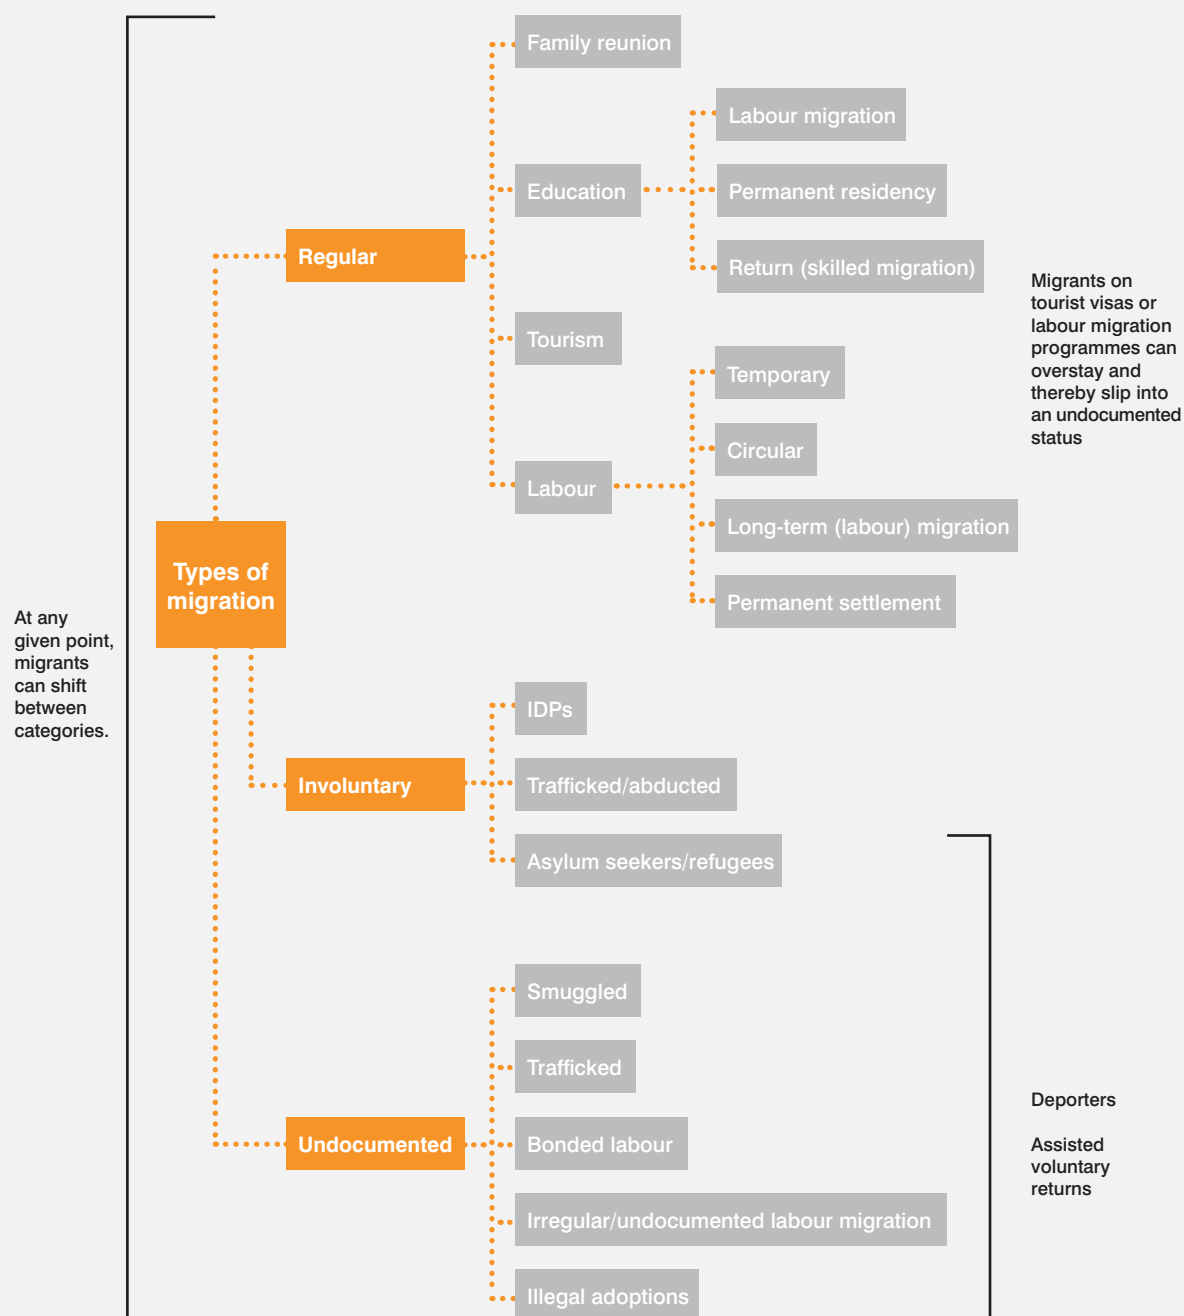 Family reunion
Labour migration
Education
Permanent residency
Regular
Return (skilled migration)
Migrants on
tourist visas or
labour migration
programmes can
overstay and
thereby slip into
an undocumented
status
Tourism
Temporary
Circular
Labour
Long-term (labour) migration
Permanent settlement
Types of
migration
At any
given point,
migrants
can shift
between
categories.
IDPs
Involuntary
Trafficked/abducted
Asylum seekers/refugees
Smuggled
Trafficked
Undocumented
Bonded labour
Irregular/undocumented labour migration
Illegal adoptions
Deporters
Assisted
voluntary
returns